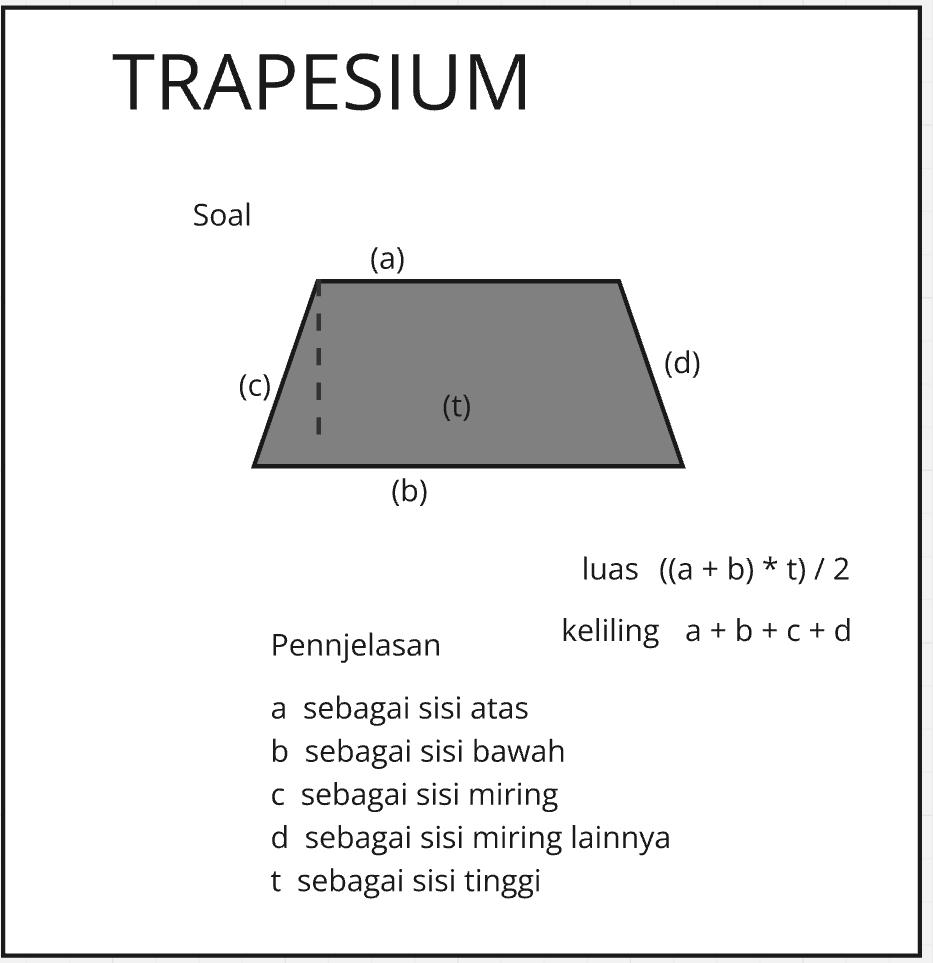 TRAPESIUM
Soal
(a)
(c)
(d)
(t)
(b)
luas ((a + b) * t) / 2
keliling a + b + c + d
Pennjelasan
a sebagai sisi atas
b sebagai sisi bawah
c sebagai sisi miring
d sebagai sisi miring lainnya
t sebagai sisi tinggi